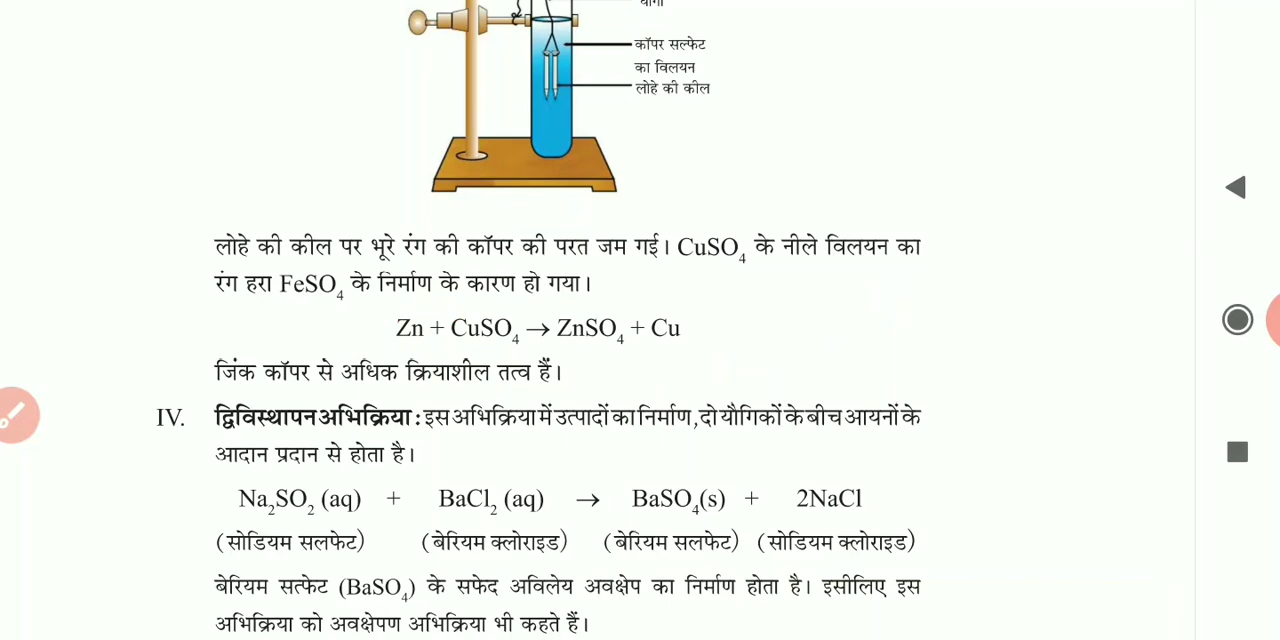 कॉपर सल्फेट
का विलयन
लोहे की कील
लोहे की कील पर भूरे रंग की कॉपर की परत जम गई। CuSO₄ के नीले विलयन का
रंग हरा FeSO₄ के निर्माण के कारण हो गया।
Zn + CuSO₄ → ZnSO₄ + Cu
जिंक कॉपर से अधिक क्रियाशील तत्व हैं।
IV. द्विविस्थापन अभिक्रिया : इस अभिक्रिया में उत्पादों का निर्माण, दो यौगिकों के बीच आयनों के
आदान प्रदान से होता है।
Na₂SO₂ (aq) + BaCl₂ (aq) → BaSO₄(s) + 2NaCl
(सोडियम सलफेट) (बेरियम क्लोराइड) (बेरियम सलफेट) (सोडियम क्लोराइड)
बेरियम सत्फेट (BaSO₄) के सफेद अविलेय अवक्षेप का निर्माण होता है। इसीलिए इस
अभिक्रिया को अवक्षेपण अभिक्रिया भी कहते हैं।